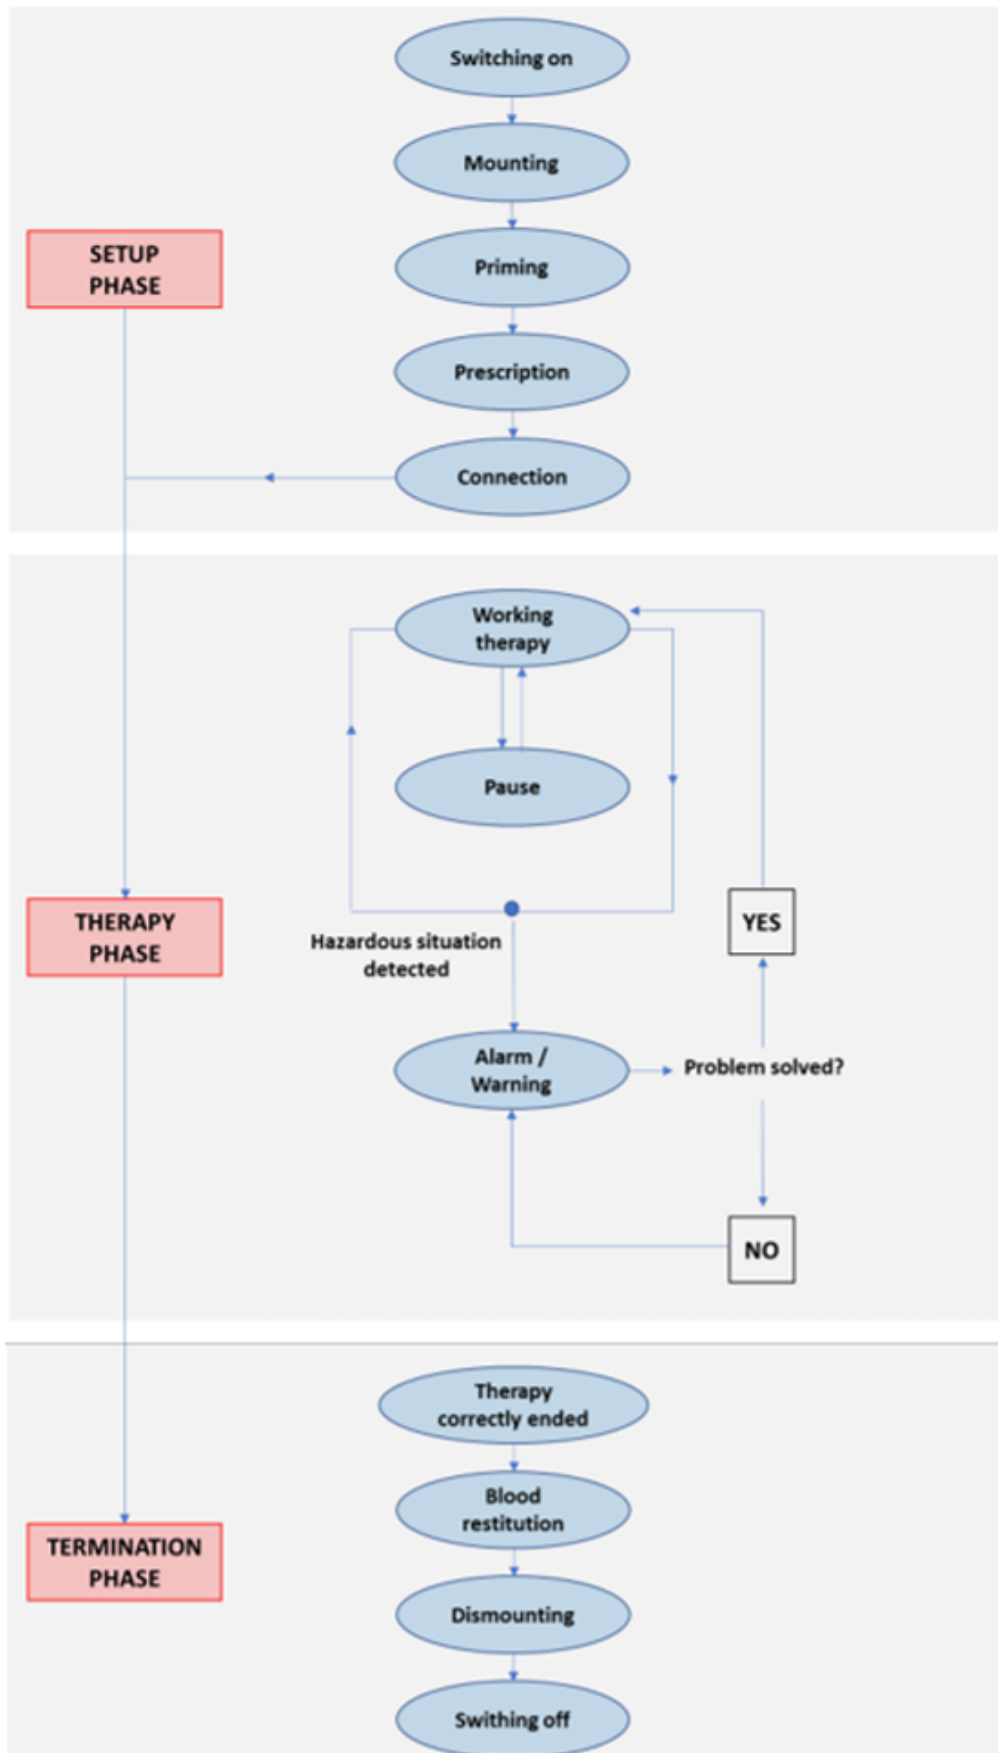 Switching on
Mounting
SETUP
PHASE
Priming
Prescription
Connection
Working
therapy
Pause
THERAPY
PHASE
Hazardous situation
detected
YES
Alarm /
Warning
Problem solved?
NO
Therapy
correctly ended
Blood
restitution
TERMINATION
PHASE
Dismounting
Swithing off